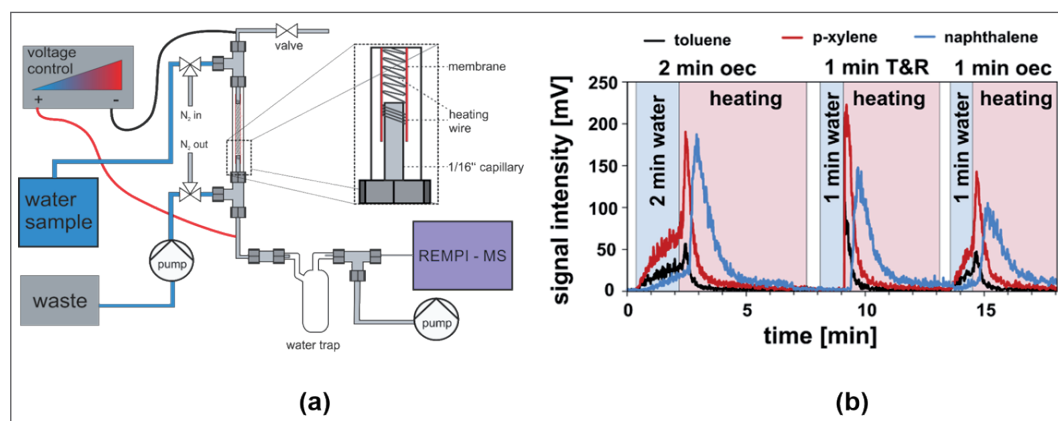 voltage
control
+
-
valve
N₂ in
N₂ out
water
sample
pump
waste
membrane
heating
wire
1/16" capillary
REMPI - MS
water trap
pump
(a)
toluene
p-xylene
naphthalene
2 min oec
1 min T&R
1 min oec
2 min water
heating
1 min water
heating
1 min water
heating
signal intensity [mV]
250
200
150
100
50
0
0
5
10
15
time [min]
(b)